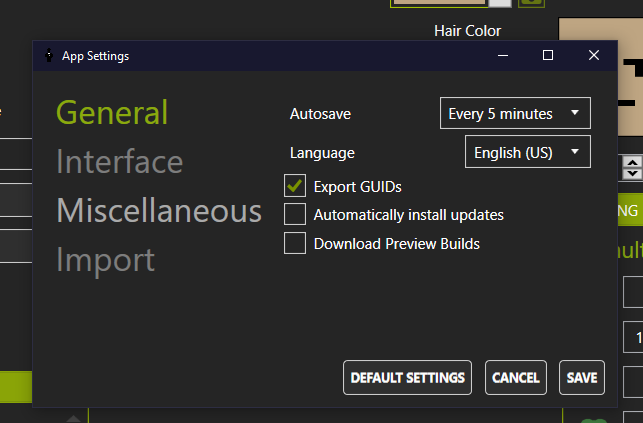 Hair Color
App Settings
General
Autosave
Every 5 minutes
Interface
Language
English (US)
Export GUIDs
Miscellaneous
Automatically install updates
Download Preview Builds
Import
DEFAULT SETTINGS
CANCEL
SAVE